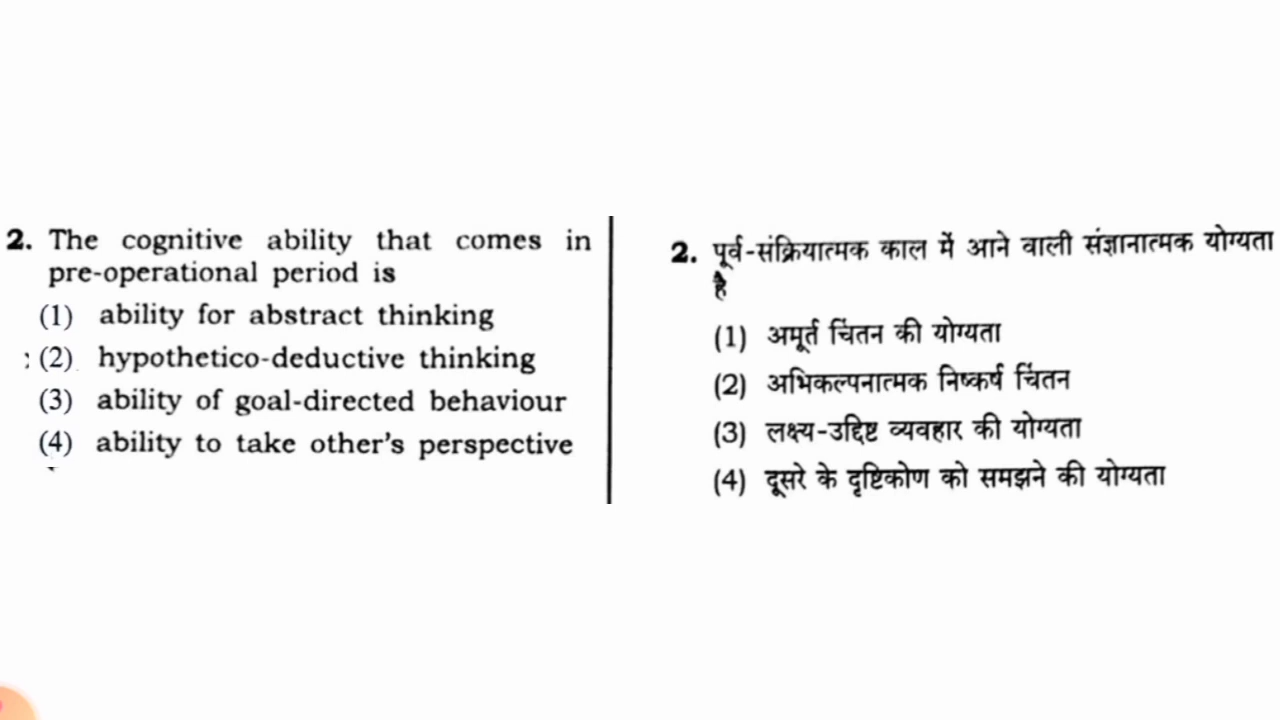 2. The cognitive ability that comes in
pre-operational period is
(1) ability for abstract thinking
(2) hypothetico-deductive thinking
(3) ability of goal-directed behaviour
(4) ability to take other's perspective
2. पूर्व-संक्रियात्मक काल में आने वाली संज्ञानात्मक योग्यता
है
(1) अमूर्त चिंतन की योग्यता
(2) अभिकल्पनात्मक निष्कर्ष चिंतन
(3) लक्ष्य-उद्दिष्ट व्यवहार की योग्यता
(4) दूसरे के दृष्टिकोण को समझने की योग्यता